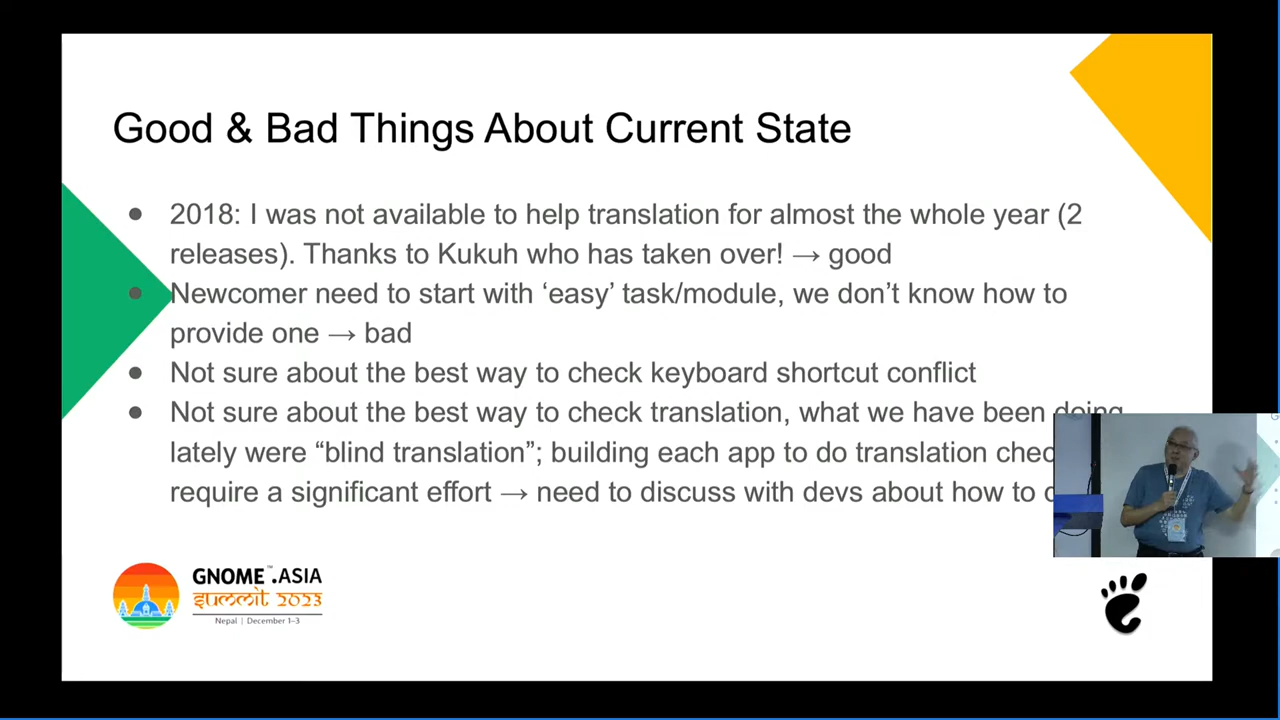 Good & Bad Things About Current State
● 2018: I was not available to help translation for almost the whole year (2
releases). Thanks to Kukuh who has taken over! → good
● Newcomer need to start with ‘easy’ task/module, we don’t know how to
provide one → bad
● Not sure about the best way to check keyboard shortcut conflict
● Not sure about the best way to check translation, what we have been doing
lately were “blind translation”; building each app to do translation
require a significant effort → need to discuss with devs about how to
GNOME™.ASIA
summit 2023
Nepal | December 1-3